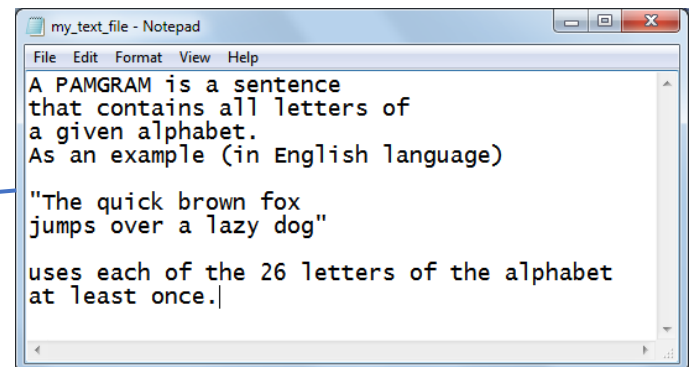 my_text_file - Notepad
File Edit Format View Help
A PAMGRAM is a sentence
that contains all letters of
a given alphabet.
As an example (in English language)
"The quick brown fox
jumps over a lazy dog"
uses each of the 26 letters of the alphabet
at least once.